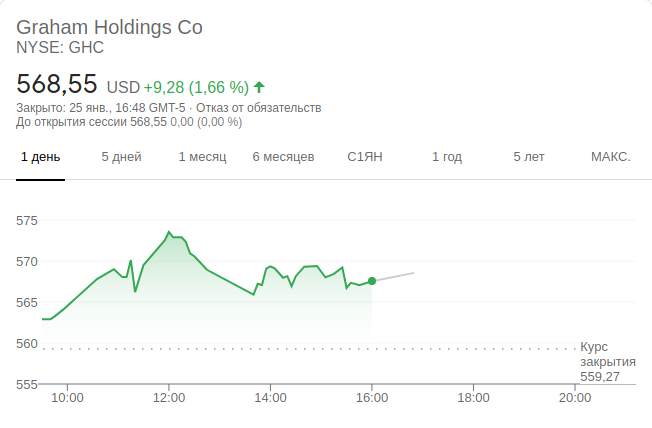 Graham Holdings Co
NYSE: GHC
568,55 USD +9,28 (1,66 %)
Закрыто: 25 янв., 16:48 GMT-5 · Отказ от обязательств
До открытия сессии 568,55 0,00 (0,00 %)
1 день 5 дней 1 месяц 6 месяцев С1ЯН 1 год 5 лет МАКС.
575
570
565
560
Курс
закрытия
559,27
555
10:00 12:00 14:00 16:00 18:00 20:00